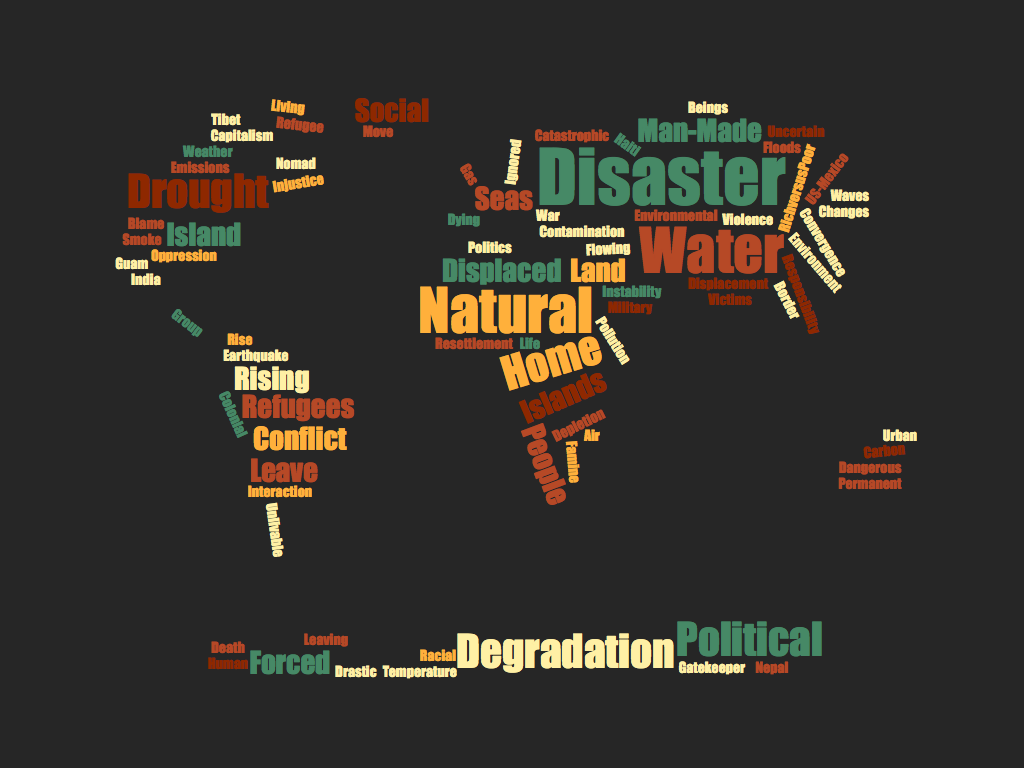 Living
Tibet
Refugee
Capitalism
Social
Move
Weather
Emissions
Nomad
Injustice
Drought
Blame
Smoke
Island
Oppression
Guam
India
Group
Rise
Earthquake
Rising
Colonial
Refugees
Conflict
Leave
Interaction
Unlivable
Beings
Catastrophic
Haiti
Man-Made
Uncertain
Floods
Ignored
Gas
Disaster
RichversusPoor
US-Mexico
Seas
Waves
Changes
Dying
War
Environmental
Violence
Contamination
Convergence
Politics
Flowing
Water
Environment
Displaced
Land
Responsibility
Displacement
Instability
Victims
Border
Military
Natural
Pollution
Resettlement
Life
Home
Islands
Depletion
People
Air
Famine
Urban
Carbon
Dangerous
Permanent
Death
Leaving
Human
Forced
Drastic
Temperature
Racial
Degradation
Political
Gatekeeper
Nepal